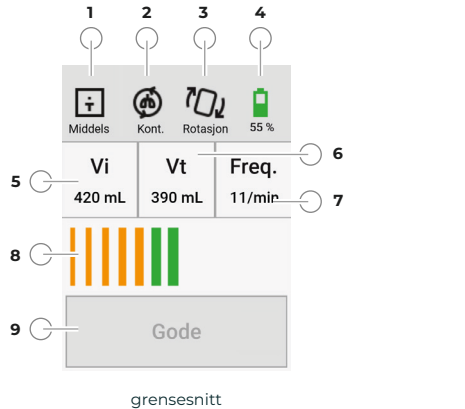 1 2 3 4
Middels Kont. Rotasjon 55 %
Vi Vt Freq.
420 mL 390 mL 11/min
5
6
7
8
9 Gode
grensesnitt